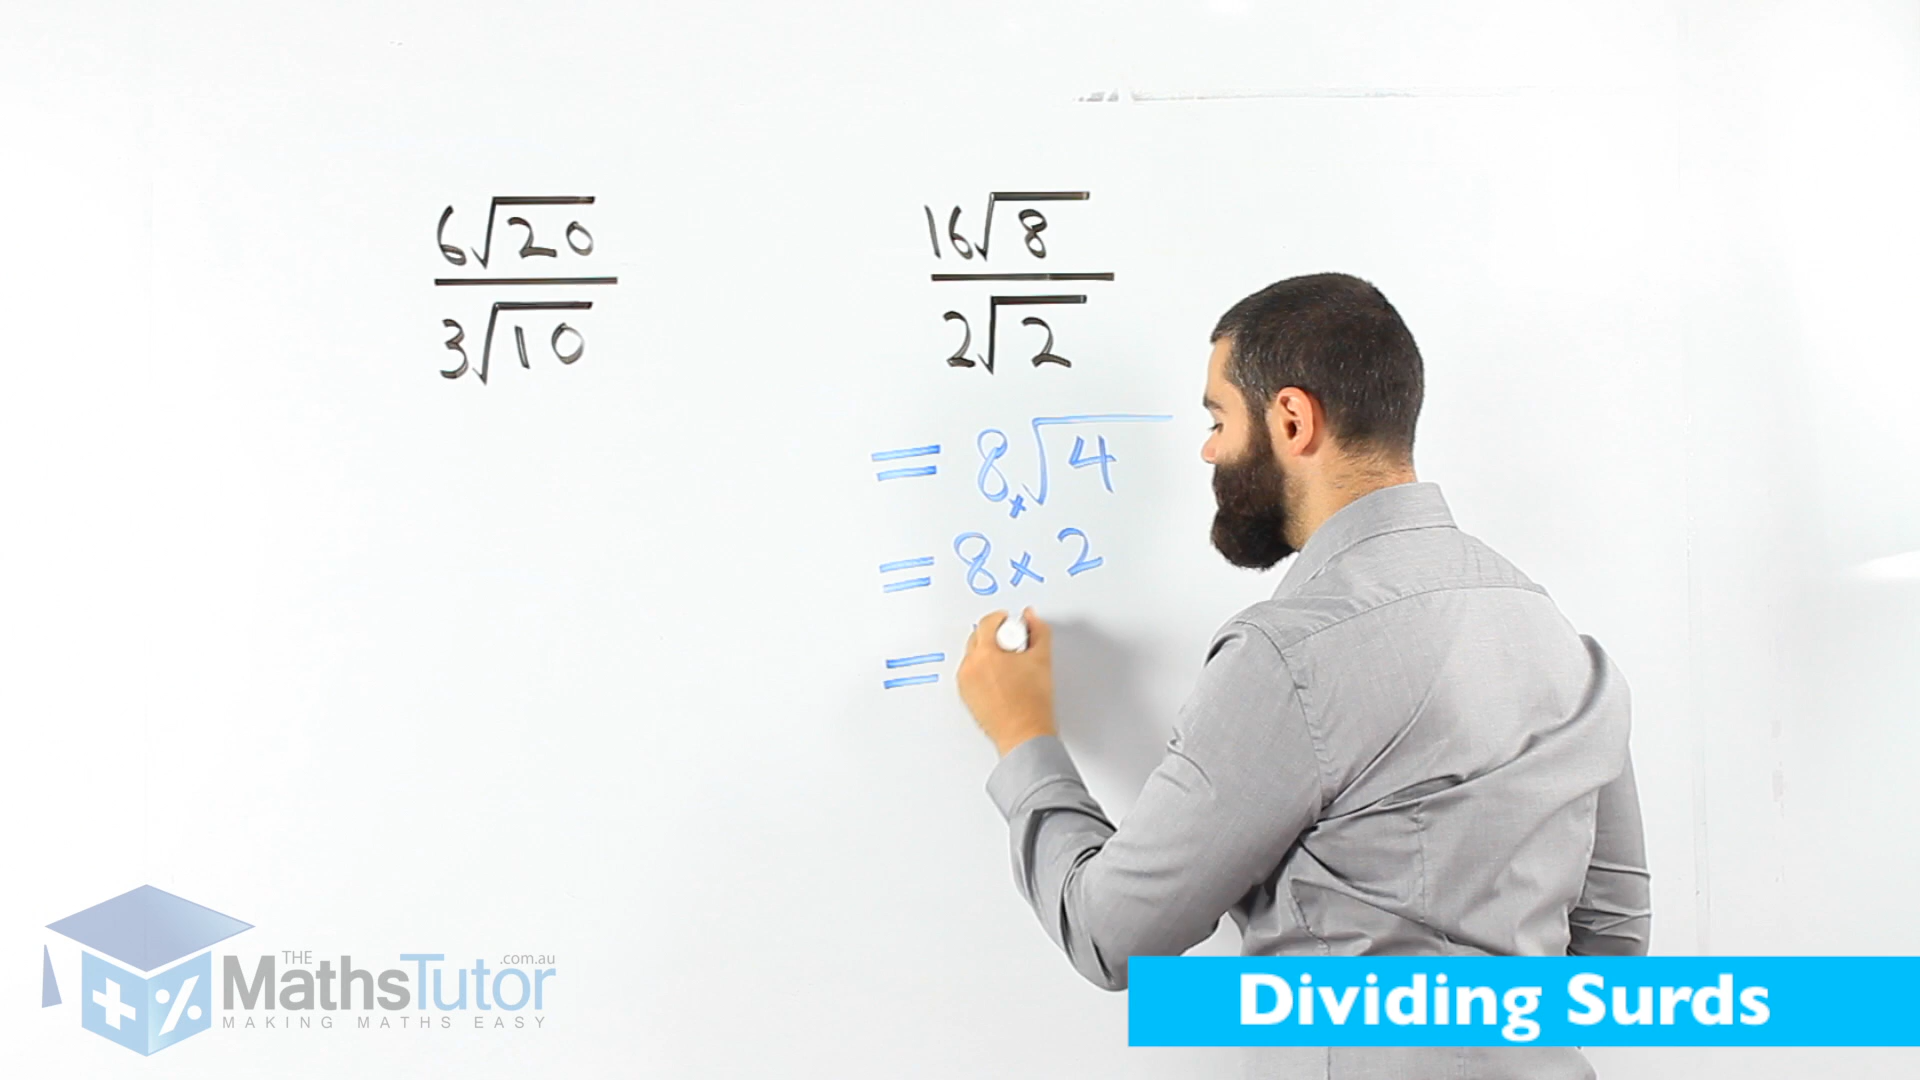 6√20
3√10
16√8
2√2
= 8×√4
= 8 × 2
=
THE
MathsTutor
.com.au
MAKING MATHS EASY
Dividing Surds